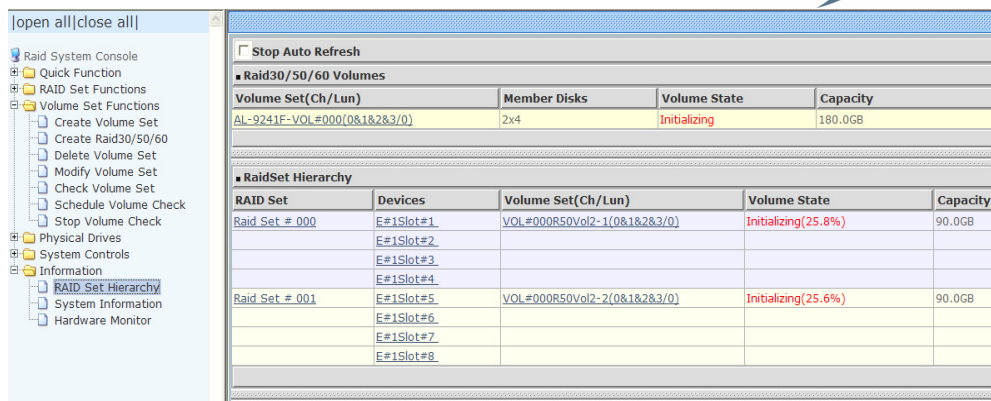 |open all|close all|
Raid System Console
Quick Function
RAID Set Functions
Volume Set Functions
Create Volume Set
Create Raid30/50/60
Delete Volume Set
Modify Volume Set
Check Volume Set
Schedule Volume Check
Stop Volume Check
Physical Drives
System Controls
Information
RAID Set Hierarchy
System Information
Hardware Monitor
Stop Auto Refresh
Raid30/50/60 Volumes
Volume Set(Ch/Lun) Member Disks Volume State Capacity
AL-9241F-VOL#000(0&1&2&3/0) 2x4 Initializing 180.0GB
RaidSet Hierarchy
RAID Set Devices Volume Set(Ch/Lun) Volume State Capacity
Raid Set # 000 E#1Slot#1 VOL#000R50Vol2-1(0&1&2&3/0) Initializing(25.8%) 90.0GB
E#1Slot#2
E#1Slot#3
E#1Slot#4
Raid Set # 001 E#1Slot#5 VOL#000R50Vol2-2(0&1&2&3/0) Initializing(25.6%) 90.0GB
E#1Slot#6
E#1Slot#7
E#1Slot#8